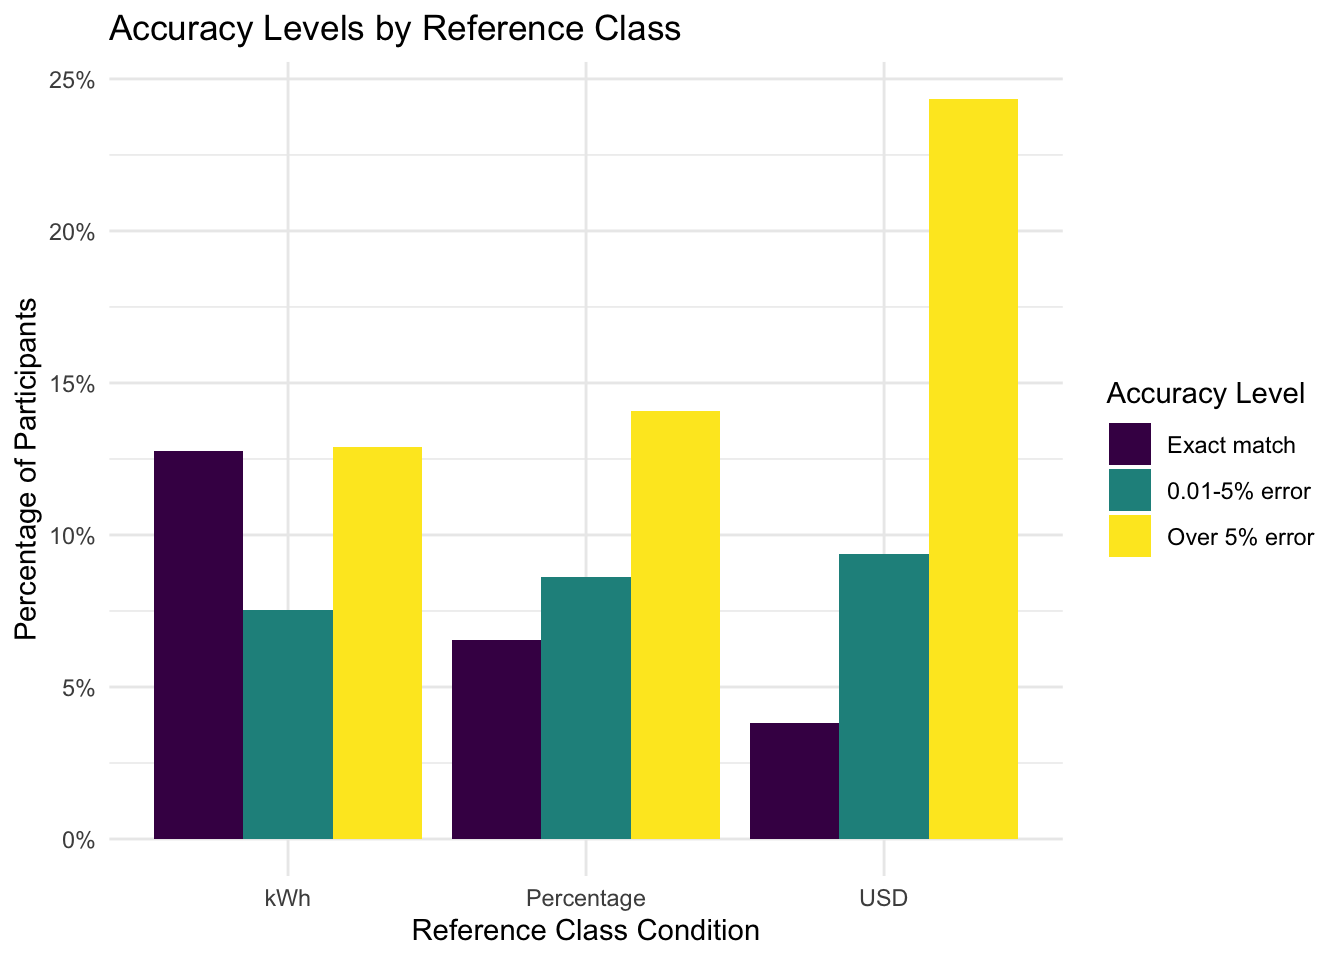 Accuracy Levels by Reference Class
25%
20%
15%
10%
5%
0%
Percentage of Participants
kWh
Percentage
USD
Reference Class Condition
Accuracy Level
Exact match
0.01-5% error
Over 5% error